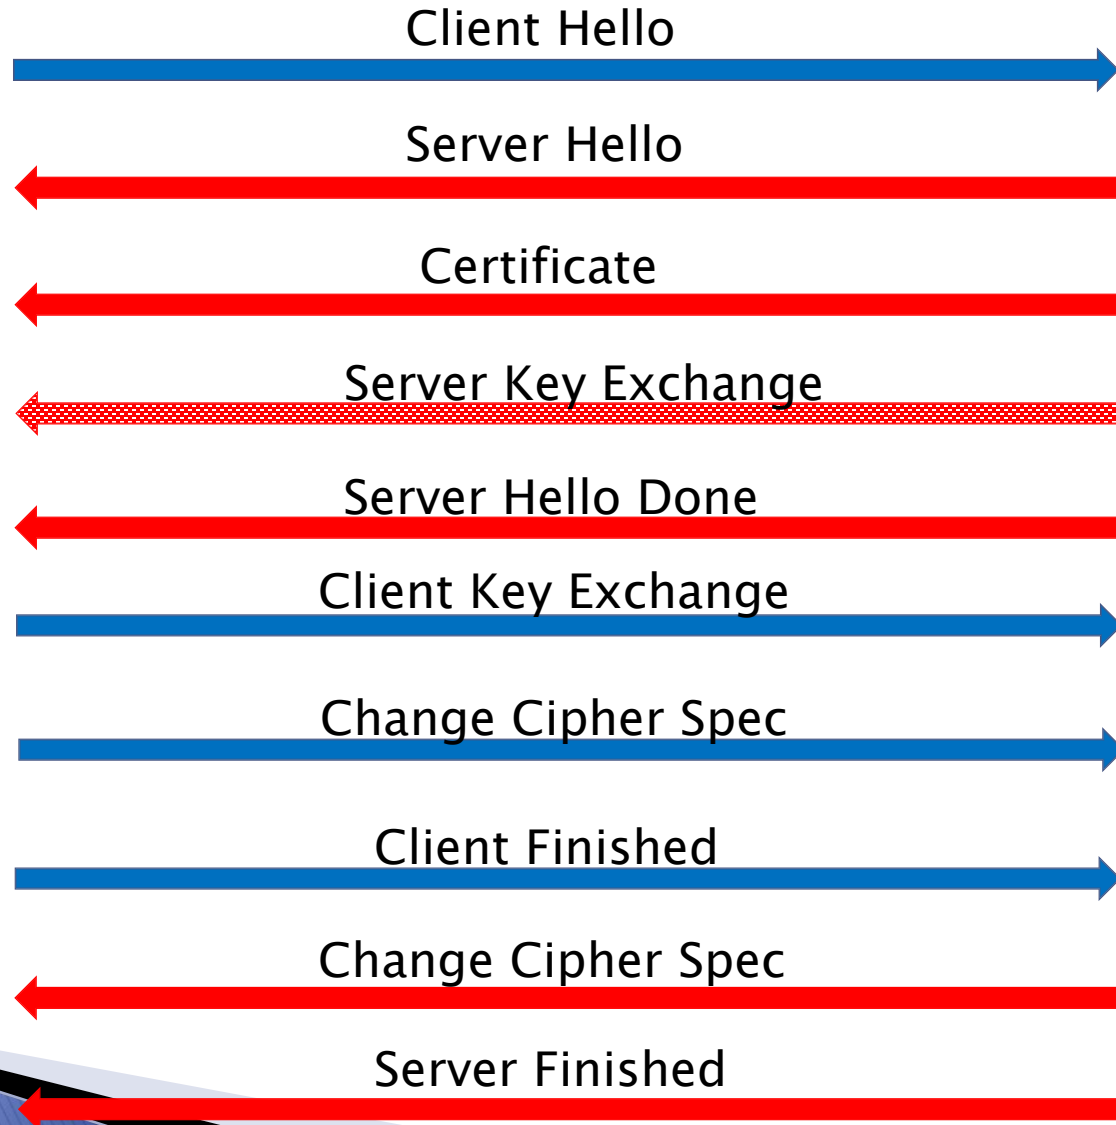 Client Hello
Server Hello
Certificate
Server Key Exchange
Server Hello Done
Client Key Exchange
Change Cipher Spec
Client Finished
Change Cipher Spec
Server Finished